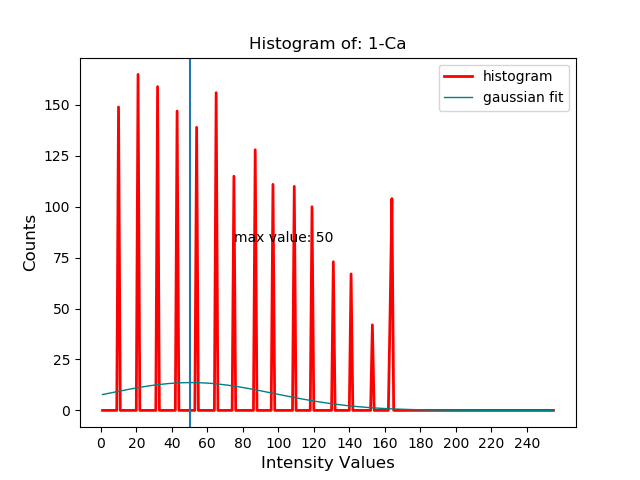 Histogram of: 1-Ca
histogram
gaussian fit
150
125
100
75
50
25
0
Counts
max value: 50
0 20 40 60 80 100 120 140 160 180 200 220 240
Intensity Values